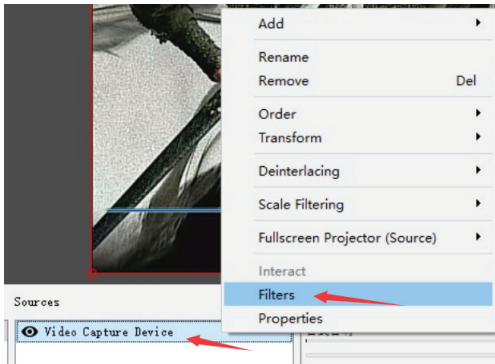 Add
Rename
Remove Del
Order
Transform
Deinterlacing
Scale Filtering
Fullscreen Projector (Source)
Interact
Filters
Properties
Sources
Video Capture Device